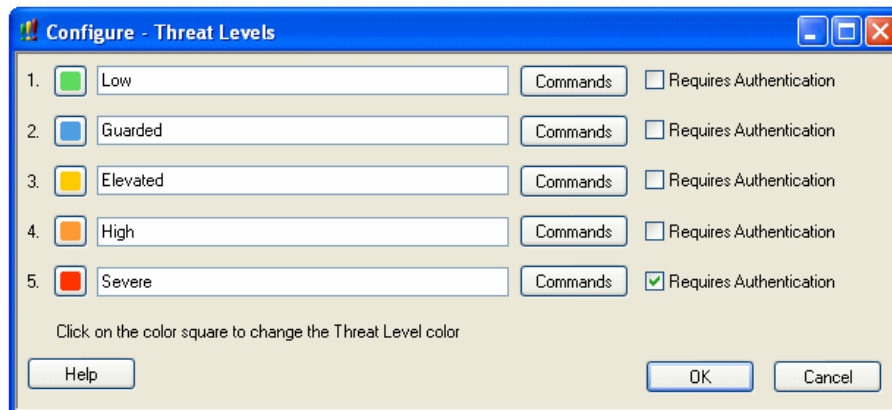 Configure - Threat Levels
1. Low Commands Requires Authentication
2. Guarded Commands Requires Authentication
3. Elevated Commands Requires Authentication
4. High Commands Requires Authentication
5. Severe Commands Requires Authentication
Click on the color square to change the Threat Level color
Help OK Cancel